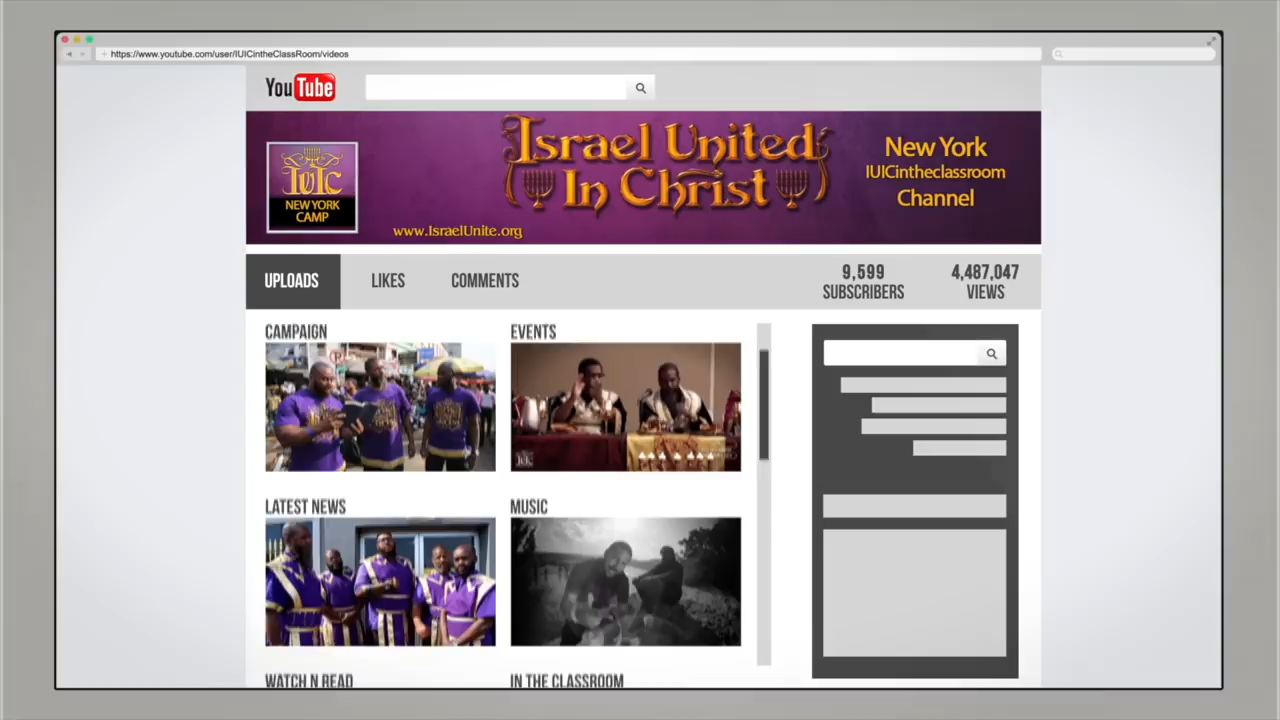 https://www.youtube.com/user/IUICintheClassRoom/videos
YouTube
Israel United
In Christ
IUIC
NEW YORK
CAMP
www.IsraelUnite.org
New York
IUICintheclassroom
Channel
UPLOADS
LIKES
COMMENTS
9,599
SUBSCRIBERS
4,487,047
VIEWS
CAMPAIGN
EVENTS
IUIC
LATEST NEWS
MUSIC
WATCH N READ
IN THE CLASSROOM